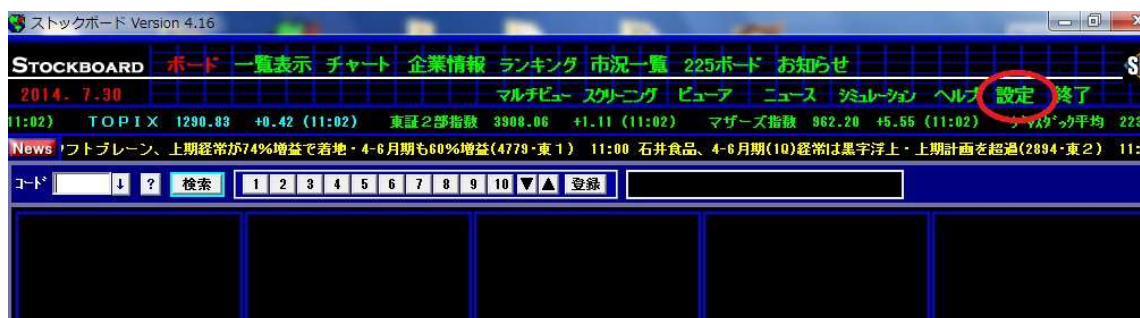 ストックボード Version 4.16
STOCKBOARD ボード 一覧表示 チャート 企業情報 ランキング 市況一覧 225ボード お知らせ S
2014. 7.30 マルチビュー スクリーニング ビューア ニュース シミュレーション ヘルプ 設定 終了
11:02) TOPIX 1290.83 +0.42 (11:02) 東証2部指数 3908.06 +1.11 (11:02) マザーズ指数 962.20 +5.55 (11:02) ジャスダック平均 223
News フトブレーン、上期経常が74%増益で着地・4-6月期も60%増益(4779・東1) 11:00 石井食品、4-6月期(1Q)経常は黒字浮上・上期計画を超過(2894・東2) 11:
コード ↓ ? 検索 1 2 3 4 5 6 7 8 9 10 ▼ ▲ 登録